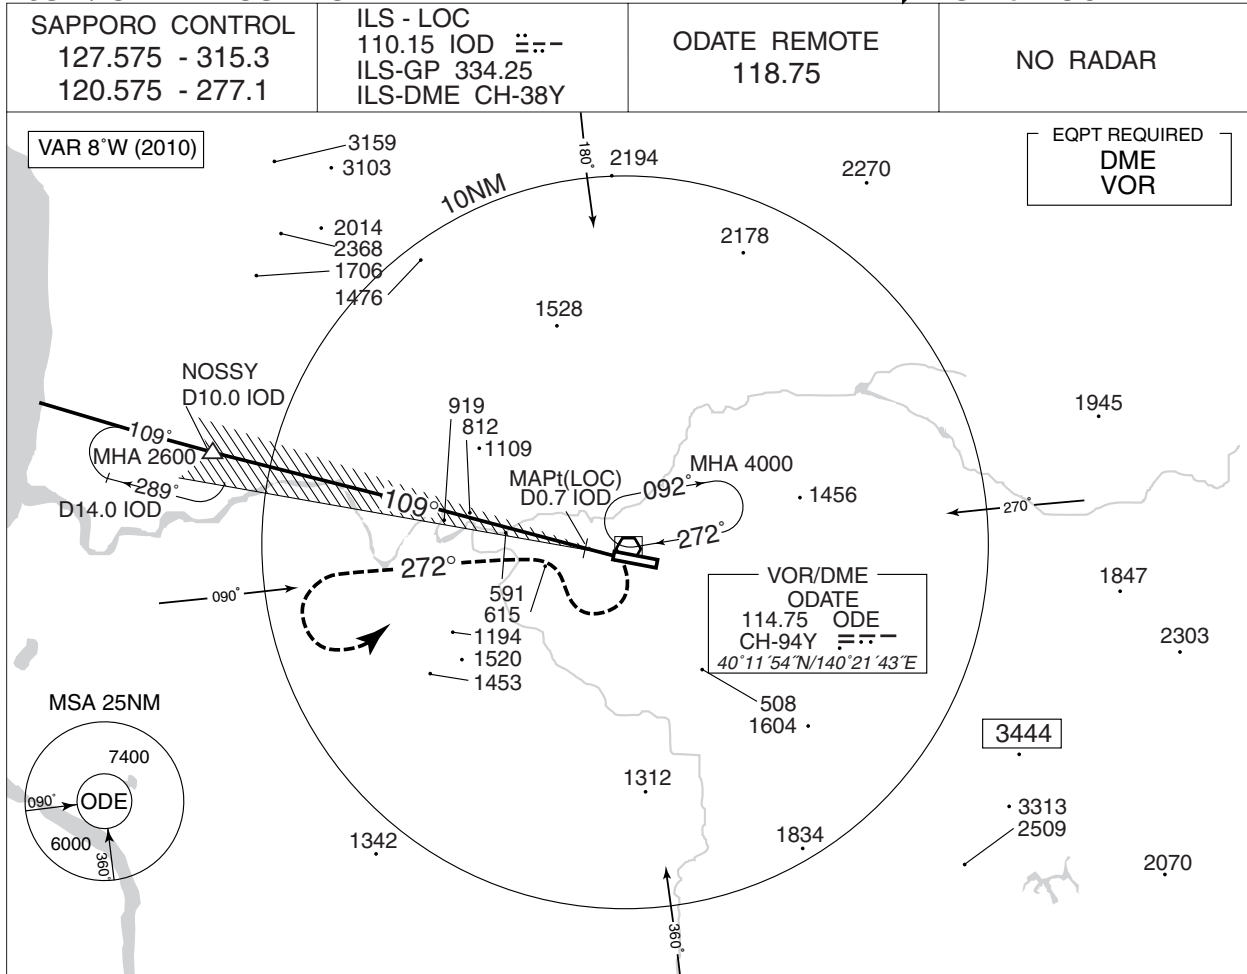 SAPPORO CONTROL
127.575 - 315.3
120.575 - 277.1
ILS - LOC
110.15 IOD
ILS-GP 334.25
ILS-DME CH-38Y
ODATE REMOTE
118.75
NO RADAR
VAR 8°W (2010)
EQPT REQUIRED
DME
VOR
3159
3103
180°
2194
2270
10NM
2014
2368
1706
1476
2178
1528
NOSSY
D10.0 IOD
919
812
1109
1945
109°
MHA 2600
289°
D14.0 IOD
109°
MAPt(LOC)
D0.7 IOD
MHA 4000
092°
1456
272°
270°
272°
090°
591
615
1194
1520
1453
VOR/DME
ODATE
114.75 ODE
CH-94Y
40°11´54˝N/140°21´43˝E
1847
2303
508
1604
3444
MSA 25NM
7400
090°
ODE
6000
360°
1312
3313
2509
1342
1834
2070
360°